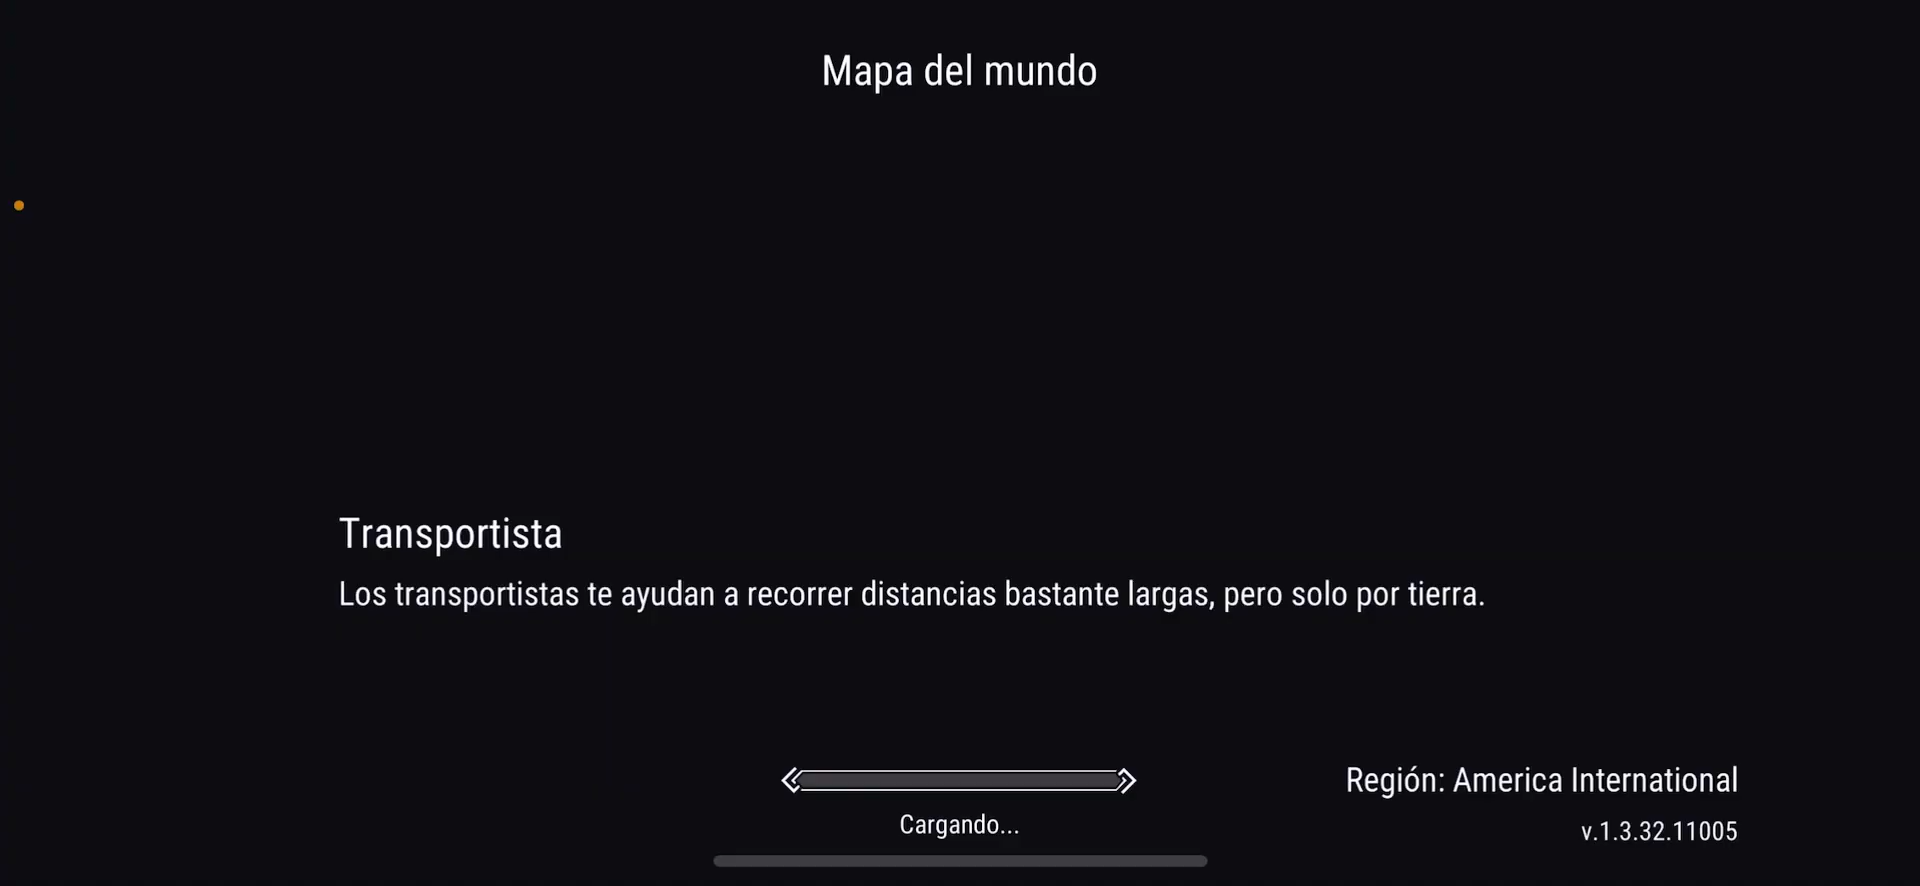 Mapa del mundo
Transportista
Los transportistas te ayudan a recorrer distancias bastante largas, pero solo por tierra.
Región: America International
Cargando...
v.1.3.32.11005